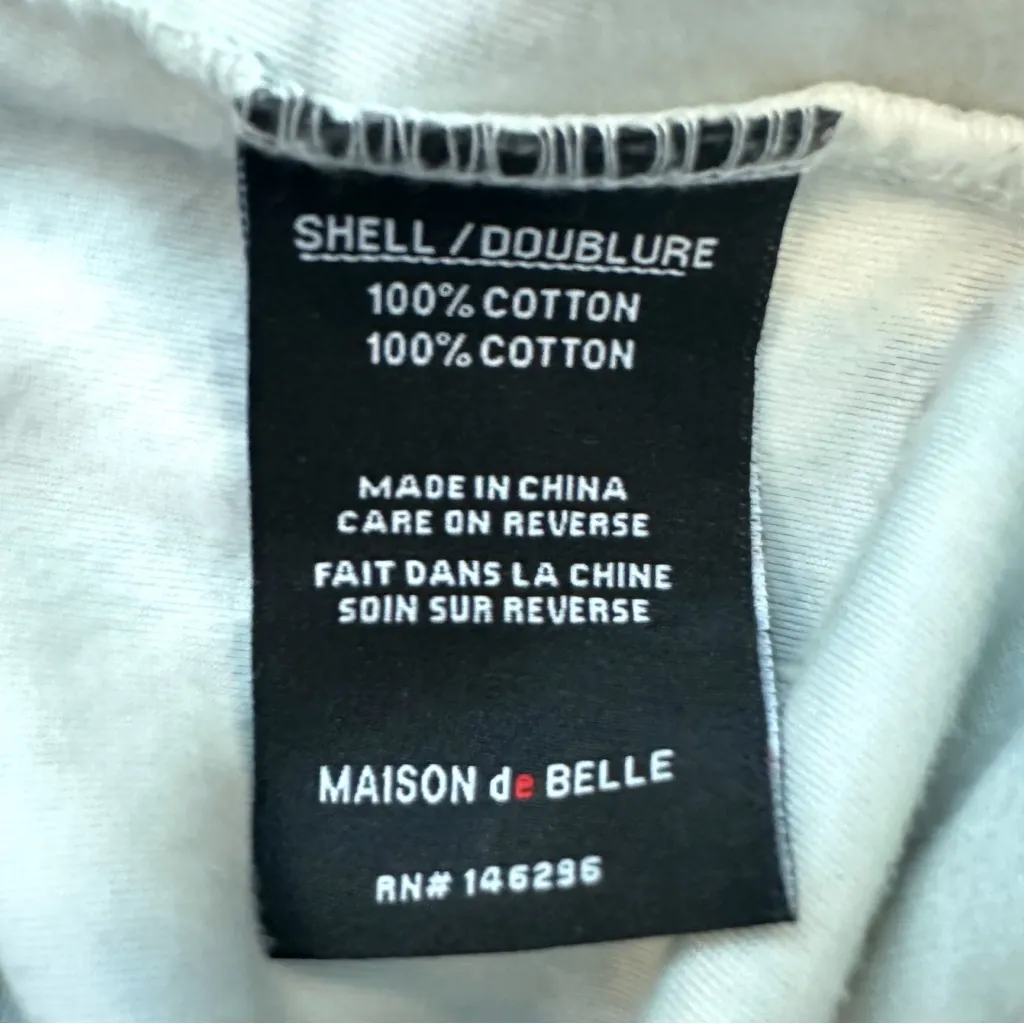 SHELL / DOUBLURE
100% COTTON
100% COTTON
MADE IN CHINA
CARE ON REVERSE
FAIT DANS LA CHINE
SOIN SUR REVERSE
MAISON de BELLE
RN# 146296